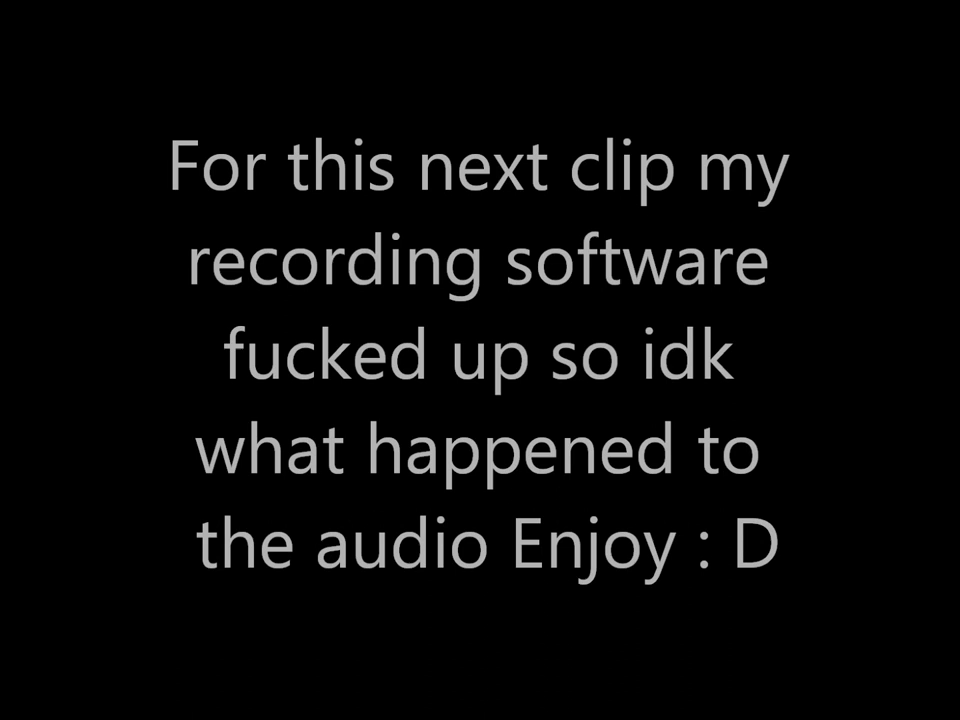 For this next clip my
recording software
fucked up so idk
what happened to
the audio Enjoy : D